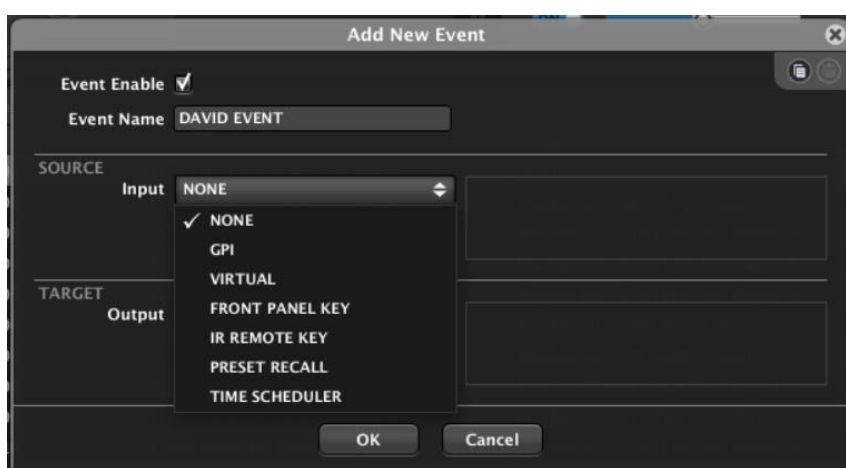 Add New Event
Event Enable
Event Name DAVID EVENT
SOURCE
Input NONE
NONE
GPI
VIRTUAL
TARGET
FRONT PANEL KEY
Output
IR REMOTE KEY
PRESET RECALL
TIME SCHEDULER
OK Cancel